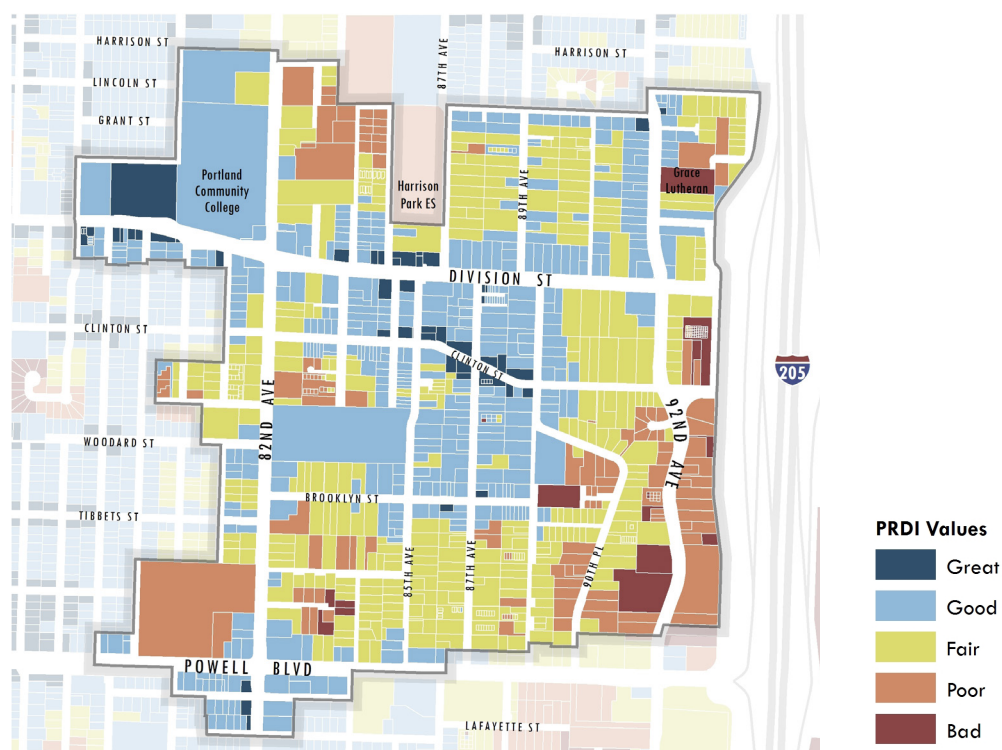 HARRISON ST
87TH AVE
HARRISON ST
LINCOLN ST
GRANT ST
Portland
Community
College
Harrison
Park ES
89TH AVE
Grace
Lutheran
DIVISION ST
CLINTON ST
CLINTON ST
205
82ND AVE
92ND AVE
WOODARD ST
BROOKLYN ST
TIBBETS ST
85TH AVE
87TH AVE
90TH PL
POWELL BLVD
LAFAYETTE ST
PRDI Values
Great
Good
Fair
Poor
Bad